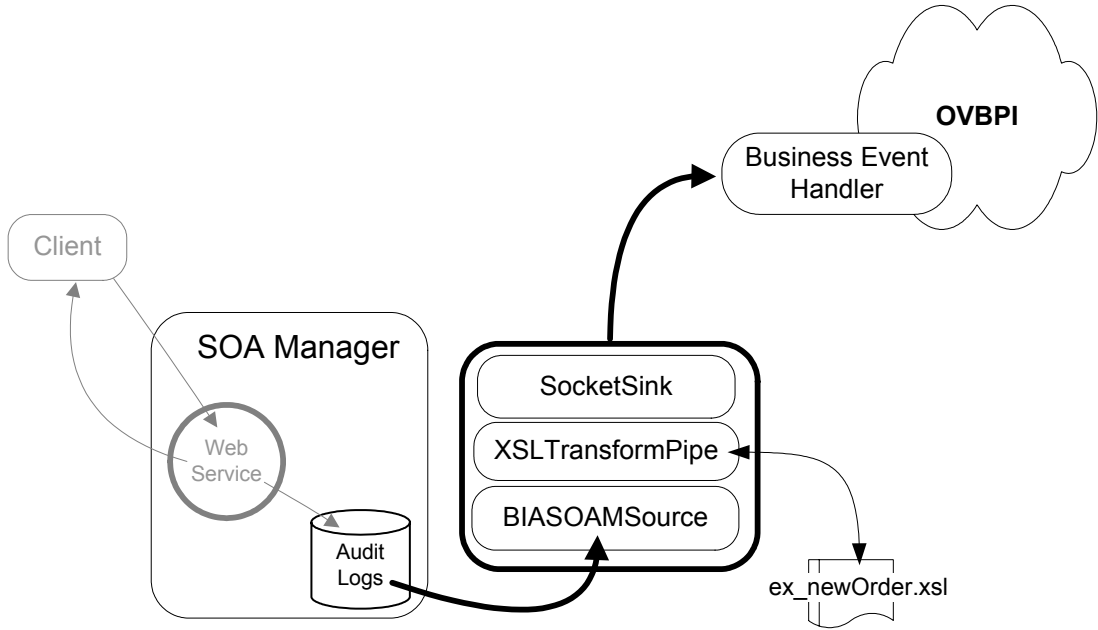 OVBPI
Business Event
Handler
Client
SOA Manager
SocketSink
Web
Service
XSLTransformPipe
BIASOAMSource
Audit
Logs
ex_newOrder.xsl